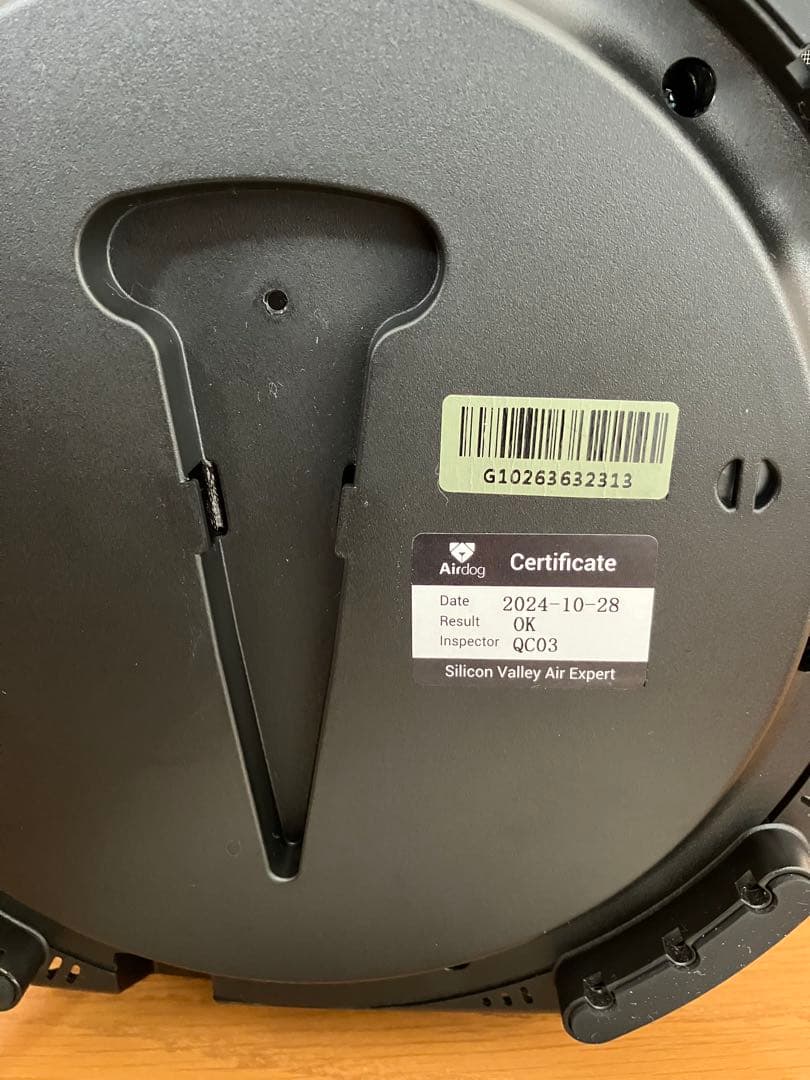 G10263632313
Airdog Certificate
Date 2024-10-28
Result OK
Inspector QC03
Silicon Valley Air Expert